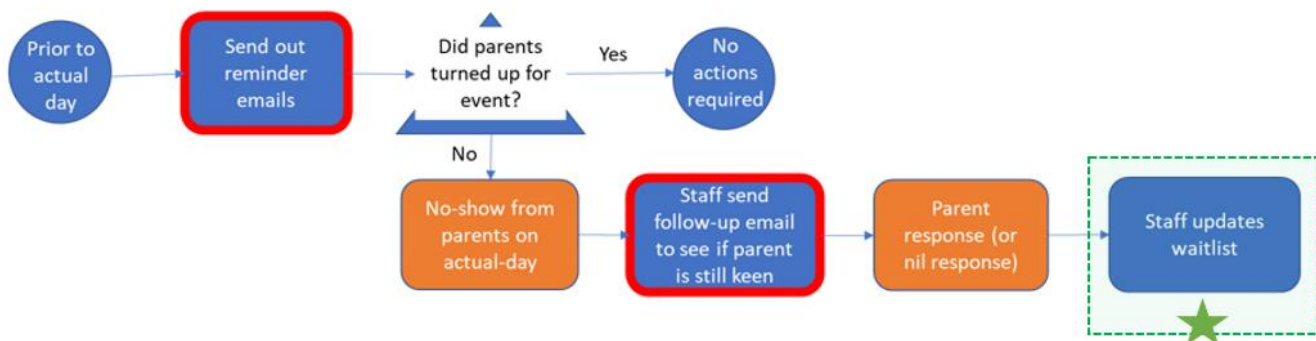 Prior to
actual
day
Send out
reminder
emails
Did parents
turned up for
event?
Yes
No
actions
required
No
No-show from
parents on
actual-day
Staff send
follow-up email
to see if parent
is still keen
Parent
response (or
nil response)
Staff updates
waitlist